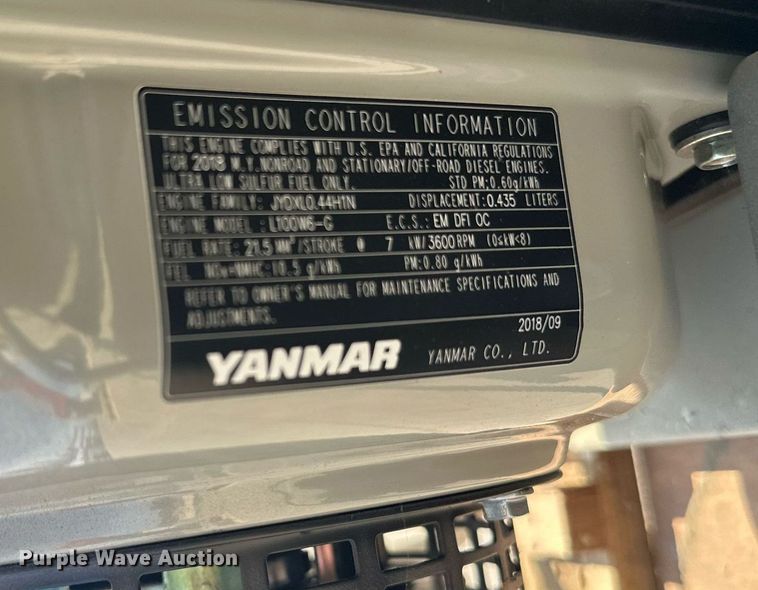 EMISSION CONTROL INFORMATION
THIS ENGINE COMPLIES WITH U.S. EPA AND CALIFORNIA REGULATIONS
FOR 2018 M.Y. NONROAD AND STATIONARY/OFF-ROAD DIESEL ENGINES.
ULTRA LOW SULFUR FUEL ONLY. STD PM:0.60g/kWh
ENGINE FAMILY: JYDXL0.44H1N DISPLACEMENT:0.435 LITERS
ENGINE MODEL: L100W6-G E.C.S.: EM DFI OC
FUEL RATE: 21.5 MM³/STROKE @ 7 kW/3600RPM (0≤kW<8)
FEL NOx+NMHC:10.5 g/kWh PM:0.80 g/kWh
REFER TO OWNER'S MANUAL FOR MAINTENANCE SPECIFICATIONS AND
ADJUSTMENTS.
2018/09
YANMAR YANMAR CO., LTD.
Purple Wave Auction